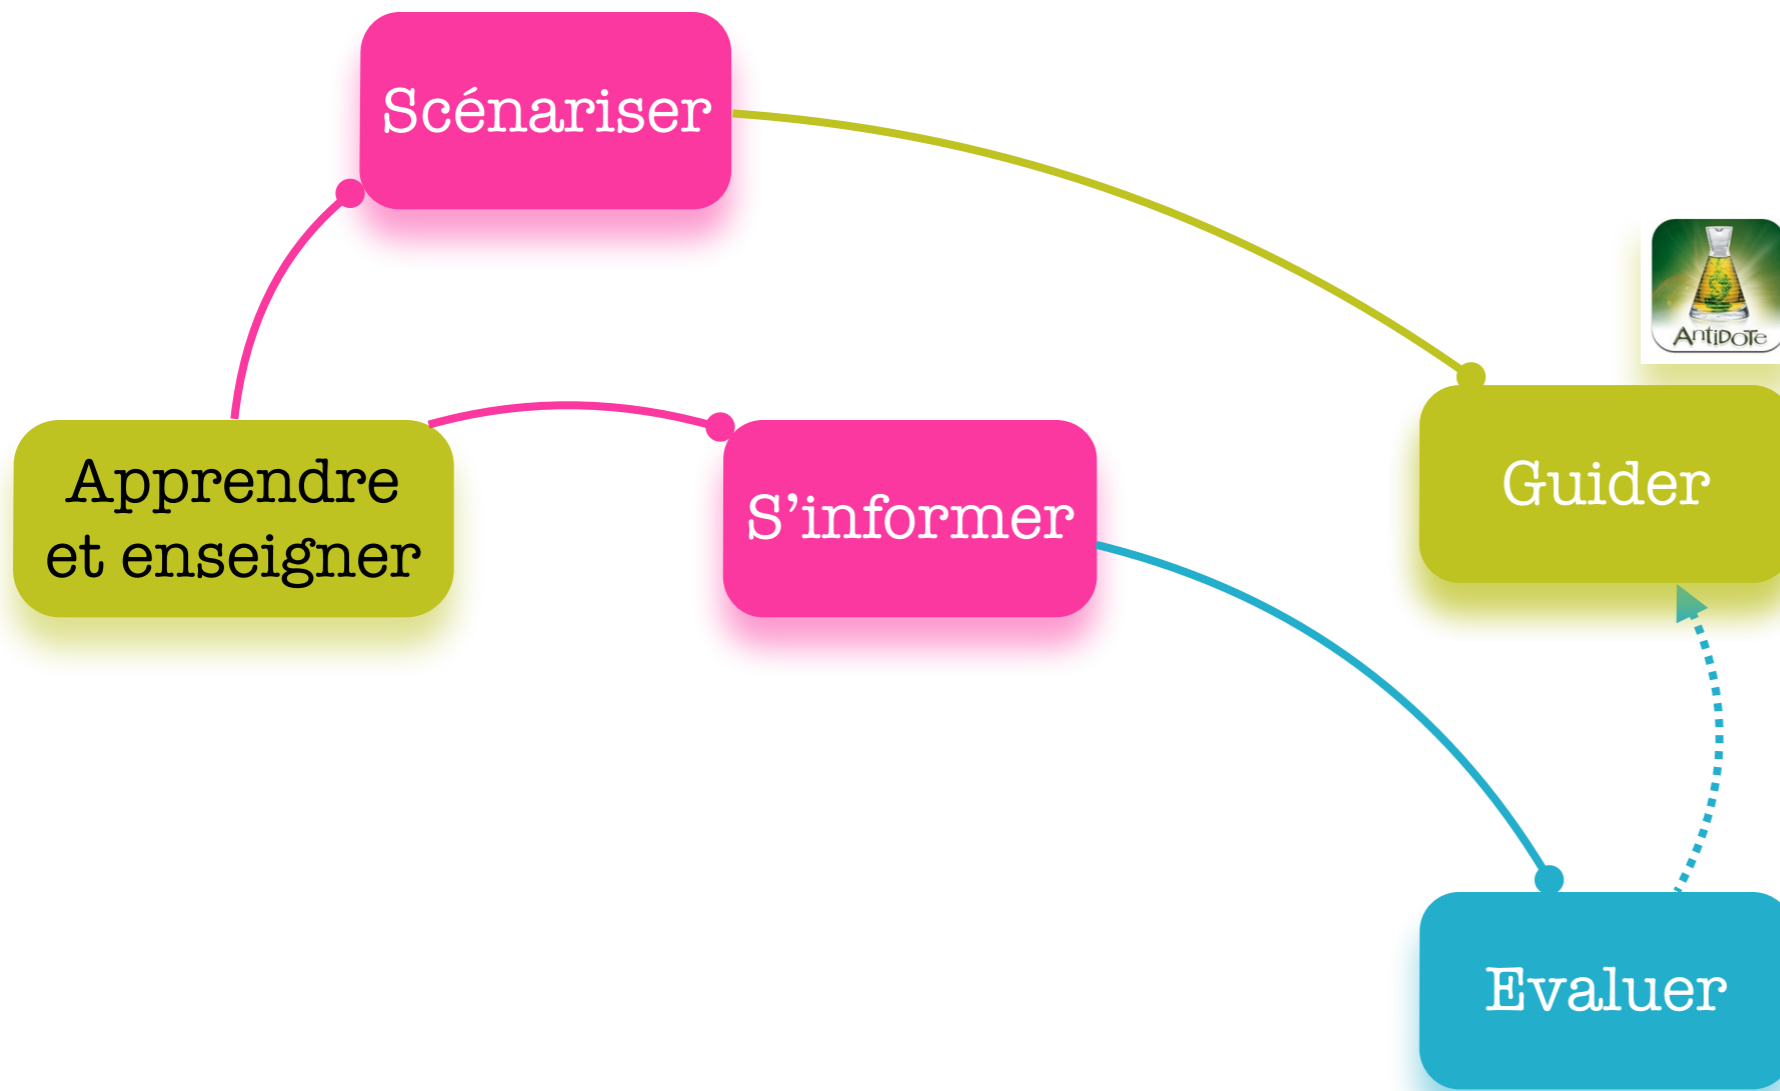 Scénariser
AntiDoTe
Apprendre
et enseigner
S’informer
Guider
Evaluer